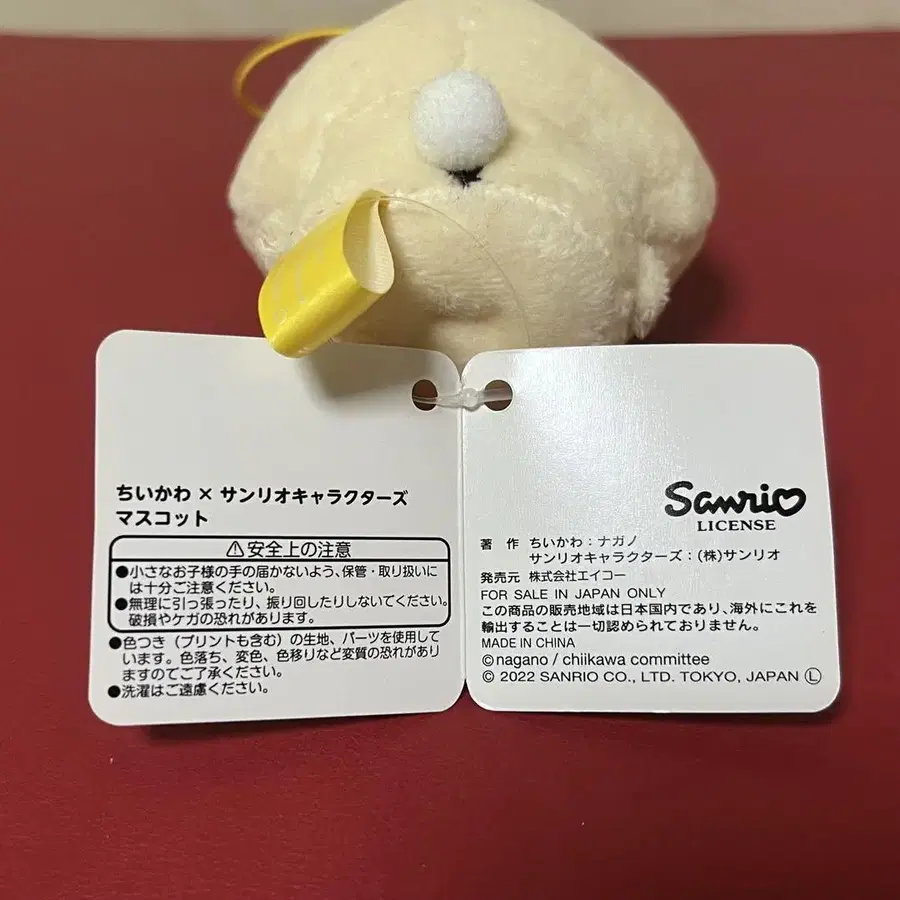 ちいかわ × サンリオキャラクターズ
マスコット
⚠安全上の注意
●小さなお子様の手の届かないよう、保管・取り扱いに
は十分ご注意ください。
●無理に引っ張ったり、振り回したりしないでください。
破損やケガの恐れがあります。
●色つき（プリントも含む）の生地、パーツを使用して
います。色落ち、変色、色移りなど変質の恐れがあり
ますのでご了承ください。
●洗濯はご遠慮ください。
Sanrio
LICENSE
著 作 ちいかわ：ナガノ
サンリオキャラクターズ：(株)サンリオ
発売元 株式会社エイコー
FOR SALE IN JAPAN ONLY
この商品の販売地域は日本国内であり、海外にこれを
輸出することは一切認められておりません。
MADE IN CHINA
©nagano / chiikawa committee
© 2022 SANRIO CO., LTD. TOKYO, JAPAN Ⓛ